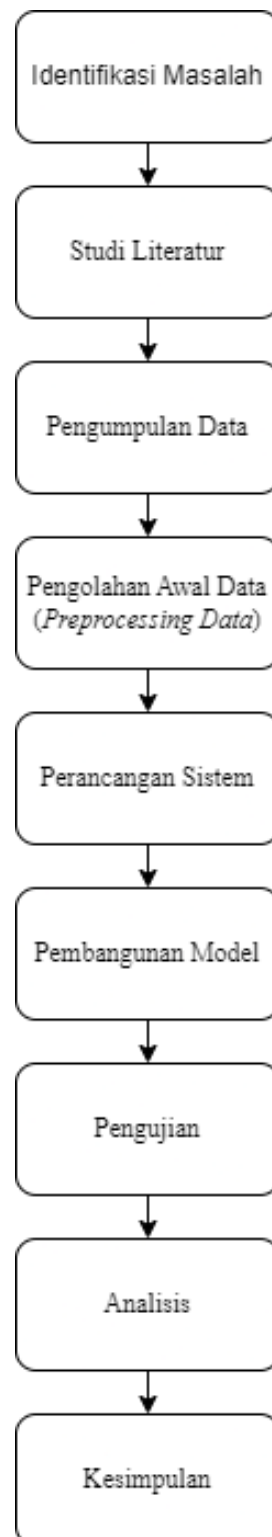 Identifikasi Masalah
Studi Literatur
Pengumpulan Data
Pengolahan Awal Data
(Preprocessing Data)
Perancangan Sistem
Pembangunan Model
Pengujian
Analisis
Kesimpulan